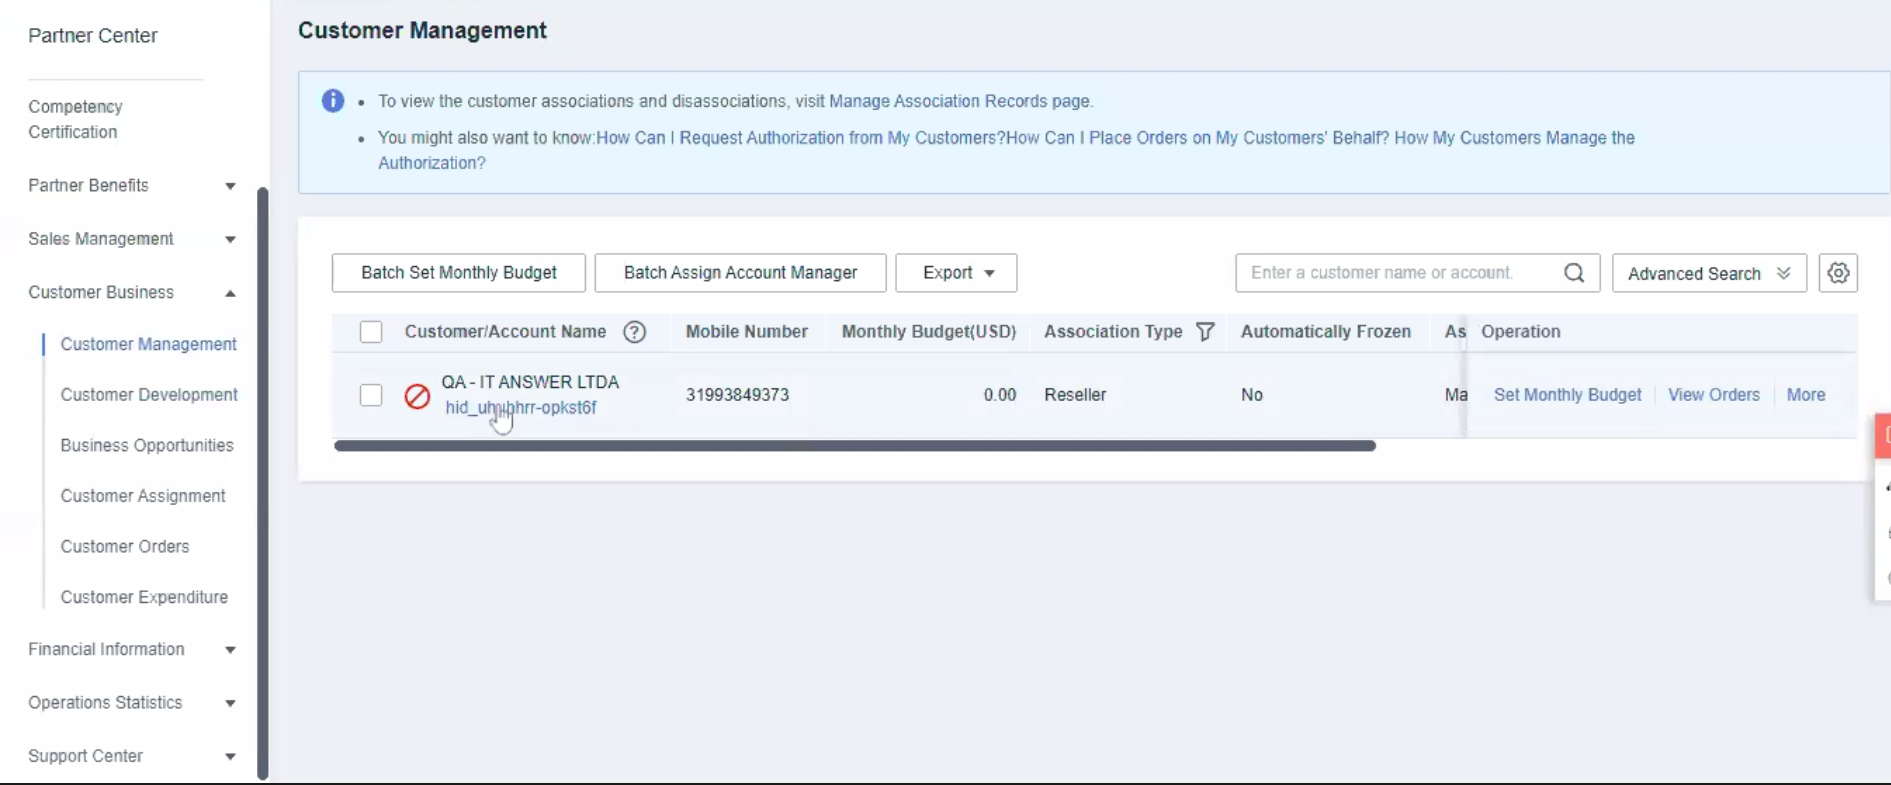 Partner Center
Competency
Certification
Partner Benefits
Sales Management
Customer Business
Customer Management
Customer Development
Business Opportunities
Customer Assignment
Customer Orders
Customer Expenditure
Financial Information
Operations Statistics
Support Center
Customer Management
To view the customer associations and disassociations, visit Manage Association Records page.
You might also want to know:How Can I Request Authorization from My Customers?How Can I Place Orders on My Customers' Behalf? How My Customers Manage the
Authorization?
Batch Set Monthly Budget Batch Assign Account Manager Export Enter a customer name or account. Advanced Search
Customer/Account Name Mobile Number Monthly Budget(USD) Association Type Automatically Frozen As Operation
QA - IT ANSWER LTDA
31993849373 0.00 Reseller No Ma Set Monthly Budget View Orders More